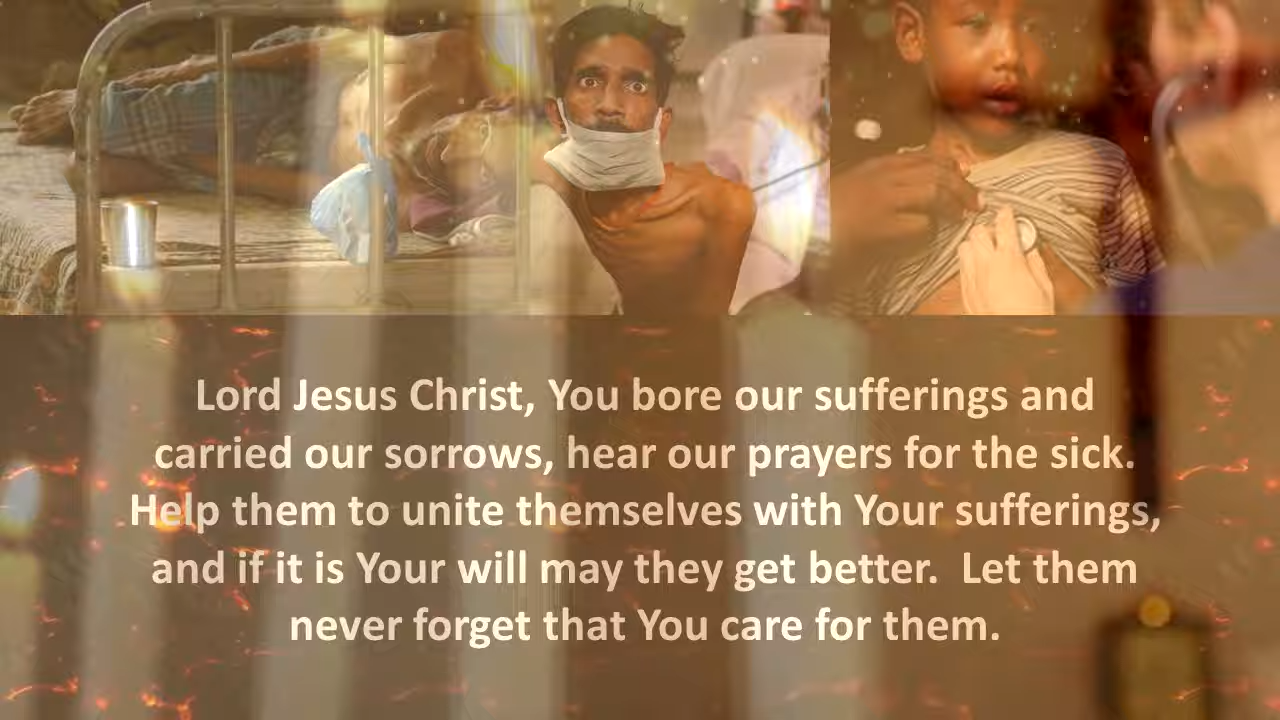 Lord Jesus Christ, You bore our sufferings and
carried our sorrows, hear our prayers for the sick.
Help them to unite themselves with Your sufferings,
and if it is Your will may they get better.  Let them
never forget that You care for them.